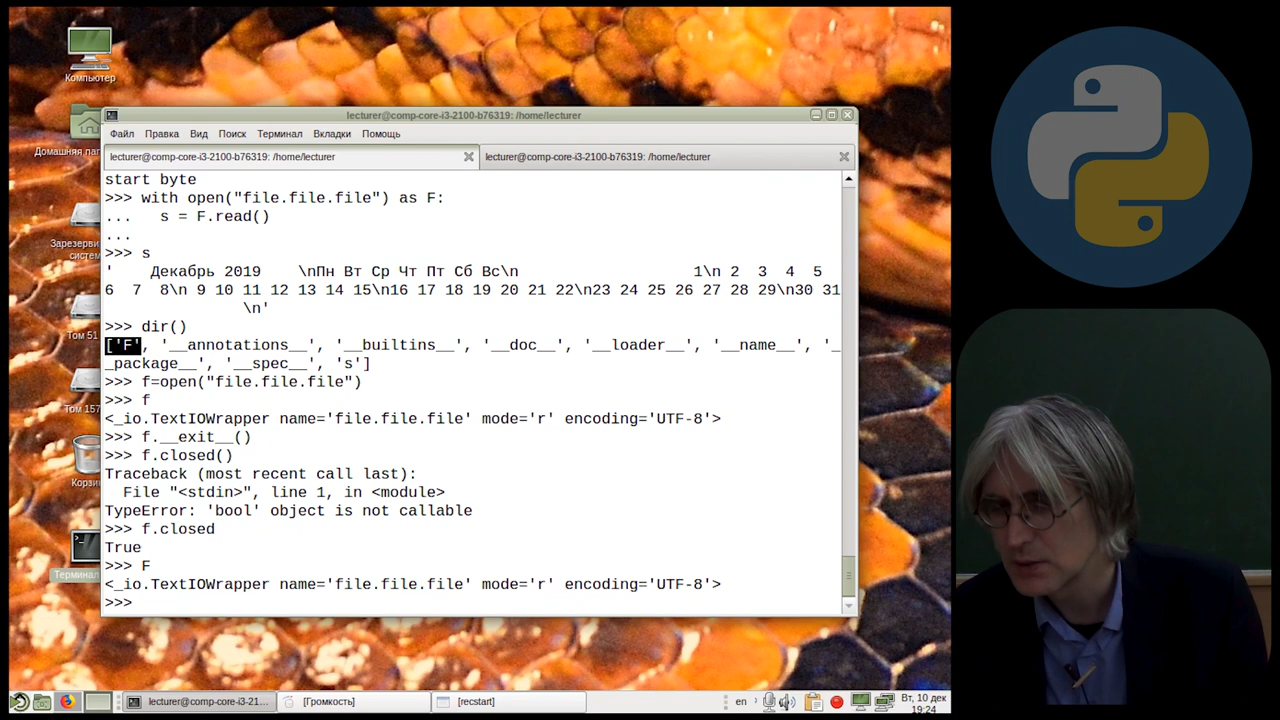 Компьютер
lecturer@comp-core-i3-2100-b76319: /home/lecturer
Файл Правка Вид Поиск Терминал Вкладки Помощь
lecturer@comp-core-i3-2100-b76319: /home/lecturer
lecturer@comp-core-i3-2100-b76319: /home/lecturer
Домашняя
Зарезерви
систем
Том 51
Том 157
Корзи
Терминал
start byte
>>> with open("file.file.file") as F:
...   s = F.read()
...
>>> s
'    Декабрь 2019    \nПн Вт Ср Чт Пт Сб Вс\n                   1\n 2  3  4  5
6  7  8\n 9 10 11 12 13 14 15\n16 17 18 19 20 21 22\n23 24 25 26 27 28 29\n30 31
\n'
>>> dir()
['F', '__annotations__', '__builtins__', '__doc__', '__loader__', '__name__', '_
_package__', '__spec__', 's']
>>> f=open("file.file.file")
>>> f
<_io.TextIOWrapper name='file.file.file' mode='r' encoding='UTF-8'>
>>> f.__exit__()
>>> f.closed()
Traceback (most recent call last):
  File "<stdin>", line 1, in <module>
TypeError: 'bool' object is not callable
>>> f.closed
True
>>> F
<_io.TextIOWrapper name='file.file.file' mode='r' encoding='UTF-8'>
>>>
lecturer@comp-core-i3-21...
[Громкость]
[recstart]
en
Вт, 10 дек
19:24